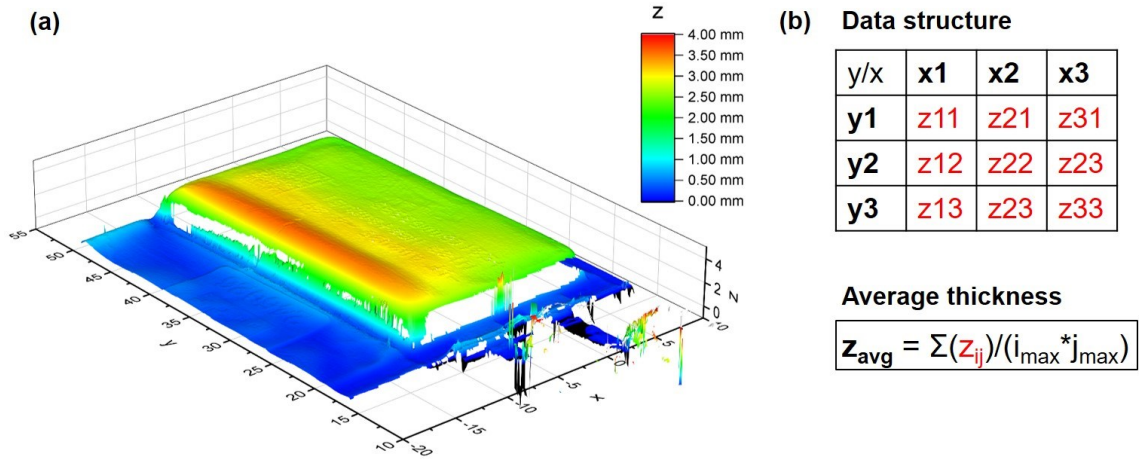 (a)
z
4.00 mm
3.50 mm
3.00 mm
2.50 mm
2.00 mm
1.50 mm
1.00 mm
0.50 mm
0.00 mm
55
50
45
40
35
30
25
20
15
10
y
-20
-15
-10
-5
0
5
10
x
4
2
0
z
(b) Data structure
y/x x1 x2 x3
y1 z11 z21 z31
y2 z12 z22 z23
y3 z13 z23 z33
Average thickness
zavg = Σ(zij)/(imax*jmax)